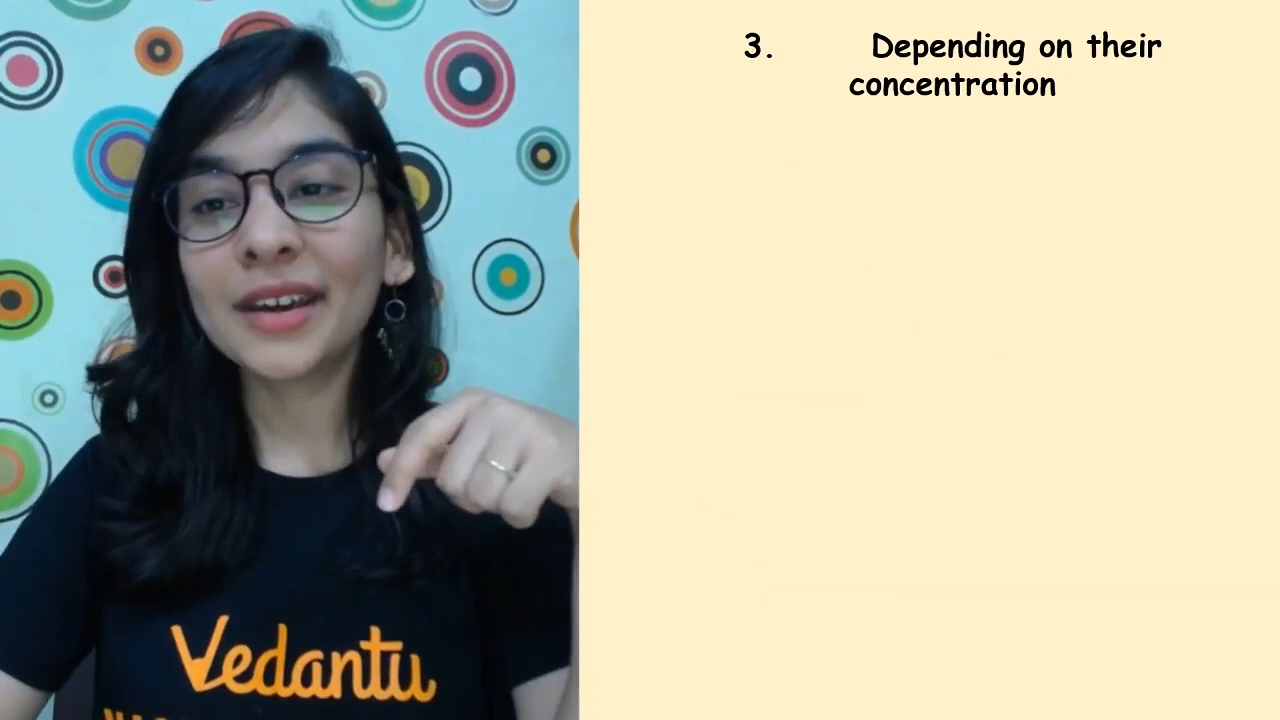 3. Depending on their
concentration
Vedantu